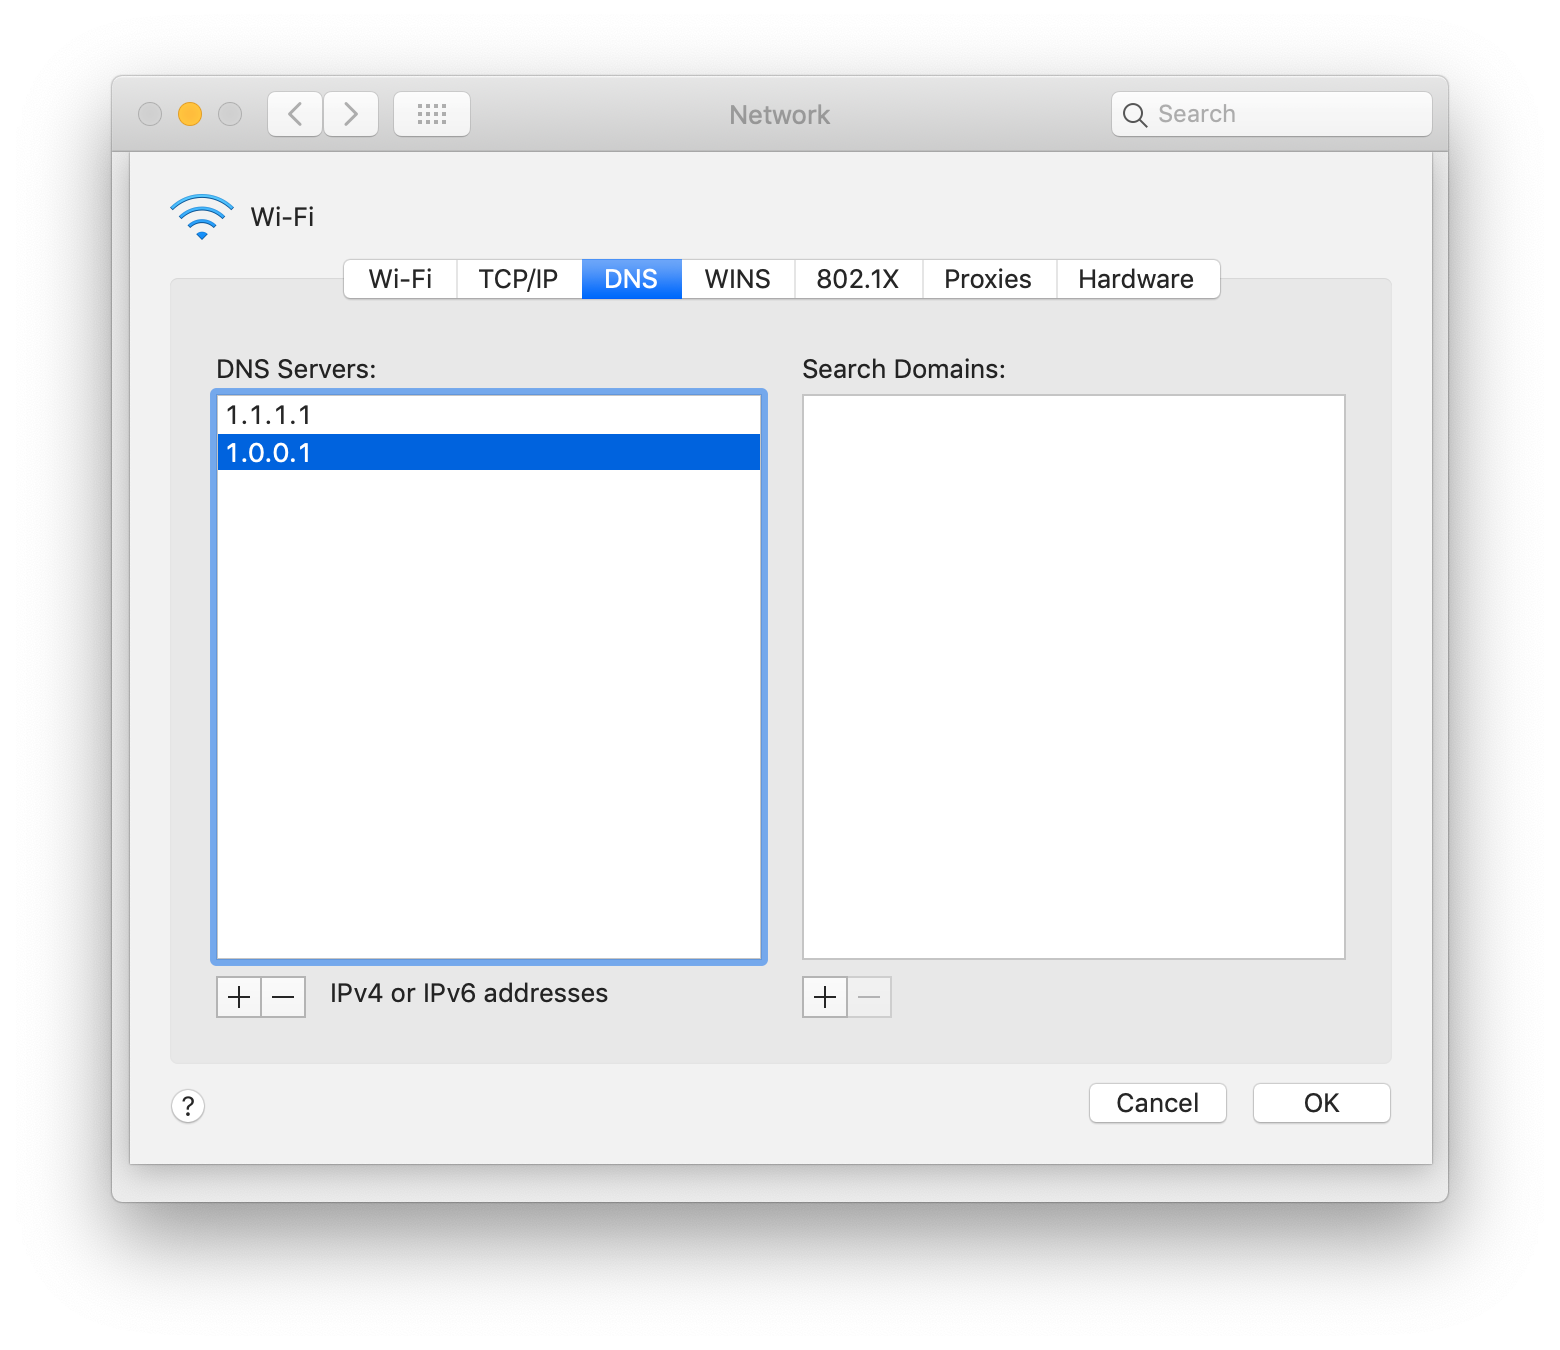 Network
Search
Wi-Fi
Wi-Fi TCP/IP DNS WINS 802.1X Proxies Hardware
DNS Servers:
Search Domains:
1.1.1.1
1.0.0.1
IPv4 or IPv6 addresses
?
Cancel
OK